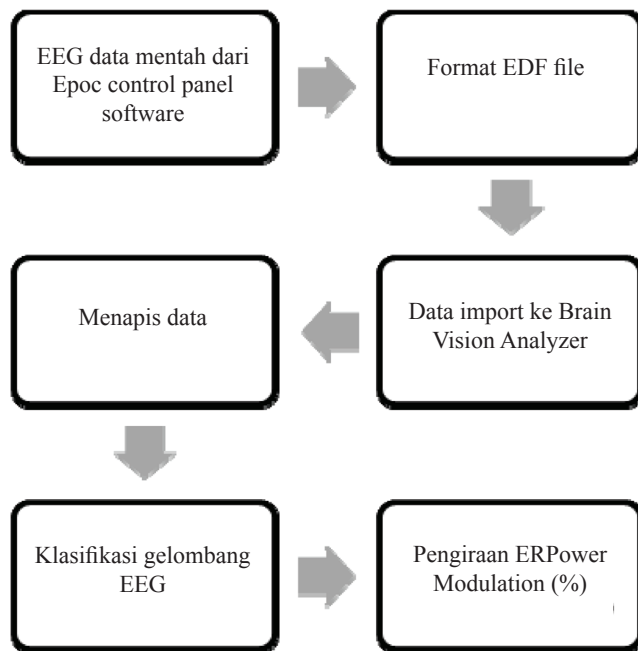 EEG data mentah dari
Epoc control panel
software
Format EDF file
Data import ke Brain
Vision Analyzer
Menapis data
Klasifikasi gelombang
EEG
Pengiraan ERPower
Modulation (%)
)